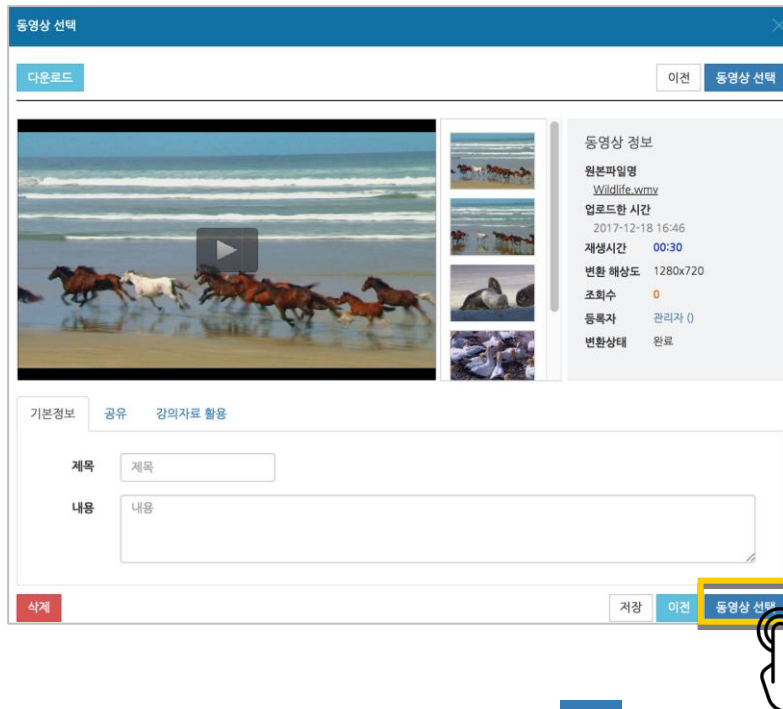 동영상 선택
다운로드
이전 동영상 선택
동영상 정보
원본파일명
Wildlife.wmv
업로드한 시간
2017-12-18 16:46
재생시간 00:30
변환 해상도 1280x720
조회수 0
등록자 관리자 ()
변환상태 완료
기본정보 공유 강의자료 활용
제목 제목
내용 내용
삭제 저장 이전 동영상 선택